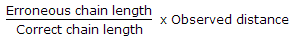 Erroneous chain length
Correct chain length
x Observed distance